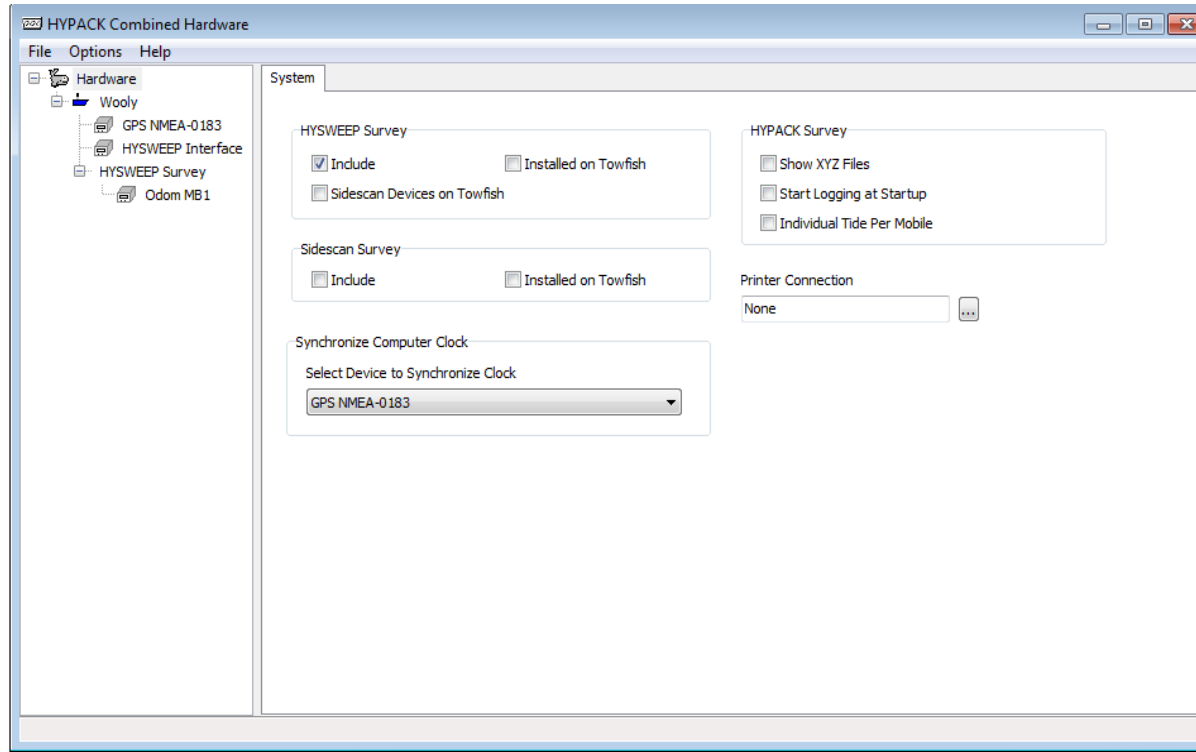 HYPACK Combined Hardware
File Options Help
Hardware
Wooly
GPS NMEA-0183
HYSWEEP Interface
HYSWEEP Survey
Odom MB1
System
HYSWEEP Survey
Include Installed on Towfish
Sidescan Devices on Towfish
Sidescan Survey
Include Installed on Towfish
Synchronize Computer Clock
Select Device to Synchronize Clock
GPS NMEA-0183
HYPACK Survey
Show XYZ Files
Start Logging at Startup
Individual Tide Per Mobile
Printer Connection
None
...